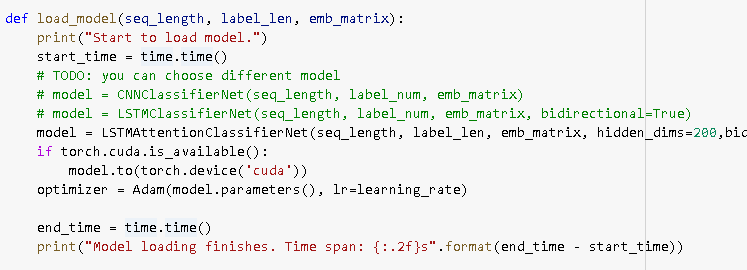 def load_model(seq_length, label_len, emb_matrix):
print("Start to load model.")
start_time = time.time()
# TODO: you can choose different model
# model = CNNClassifierNet(seq_length, label_num, emb_matrix)
# model = LSTMClassifierNet(seq_length, label_num, emb_matrix, bidirectional=True)
model = LSTMAttentionClassifierNet(seq_length, label_len, emb_matrix, hidden_dims=200,bid
if torch.cuda.is_available():
model.to(torch.device('cuda'))
optimizer = Adam(model.parameters(), lr=learning_rate)
end_time = time.time()
print("Model loading finishes. Time span: {:.2f}s".format(end_time - start_time))